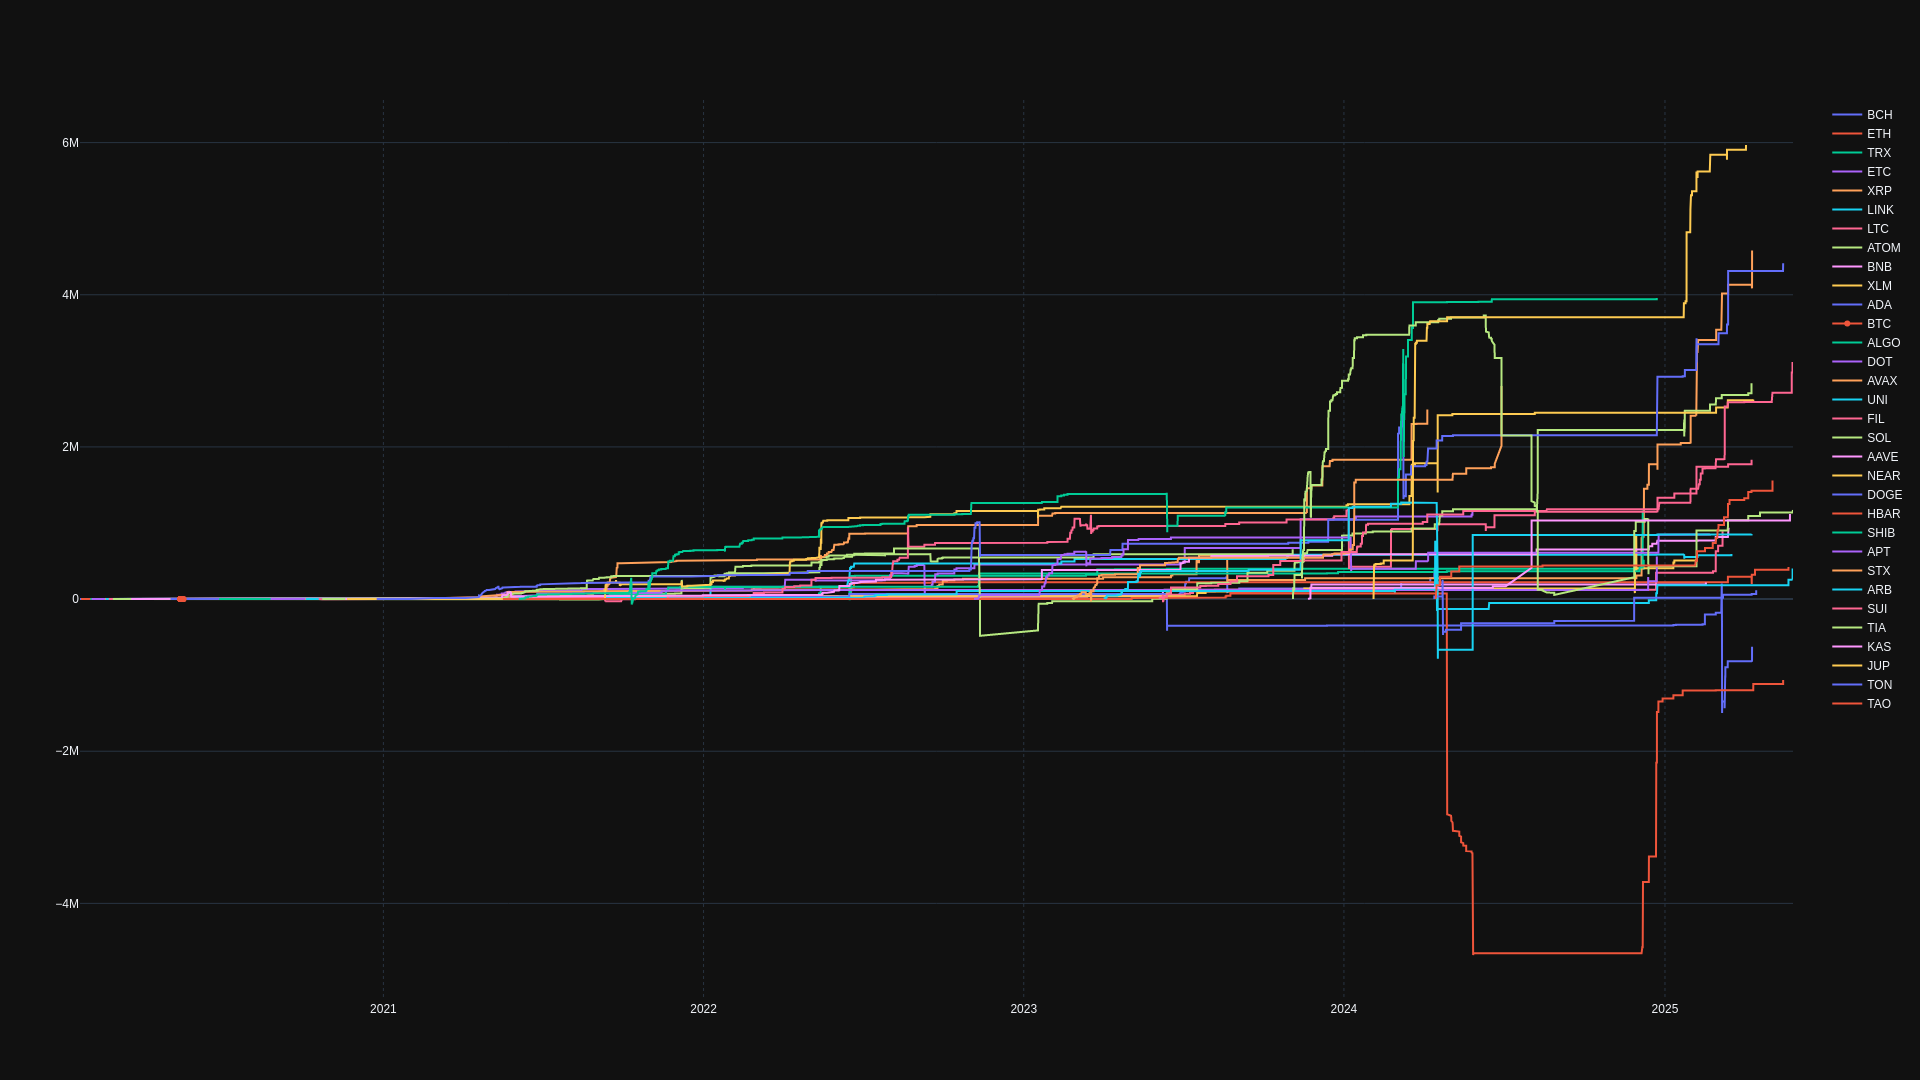 6M
4M
2M
0
−2M
−4M
2021
2022
2023
2024
2025
BCH
ETH
TRX
ETC
XRP
LINK
LTC
ATOM
BNB
XLM
ADA
BTC
ALGO
DOT
AVAX
UNI
FIL
SOL
AAVE
NEAR
DOGE
HBAR
SHIB
APT
STX
ARB
SUI
TIA
KAS
JUP
TON
TAO